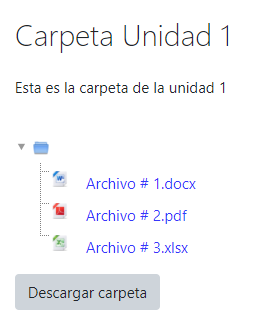 Carpeta Unidad 1
Esta es la carpeta de la unidad 1
Archivo # 1.docx
Archivo # 2.pdf
Archivo # 3.xlsx
Descargar carpeta